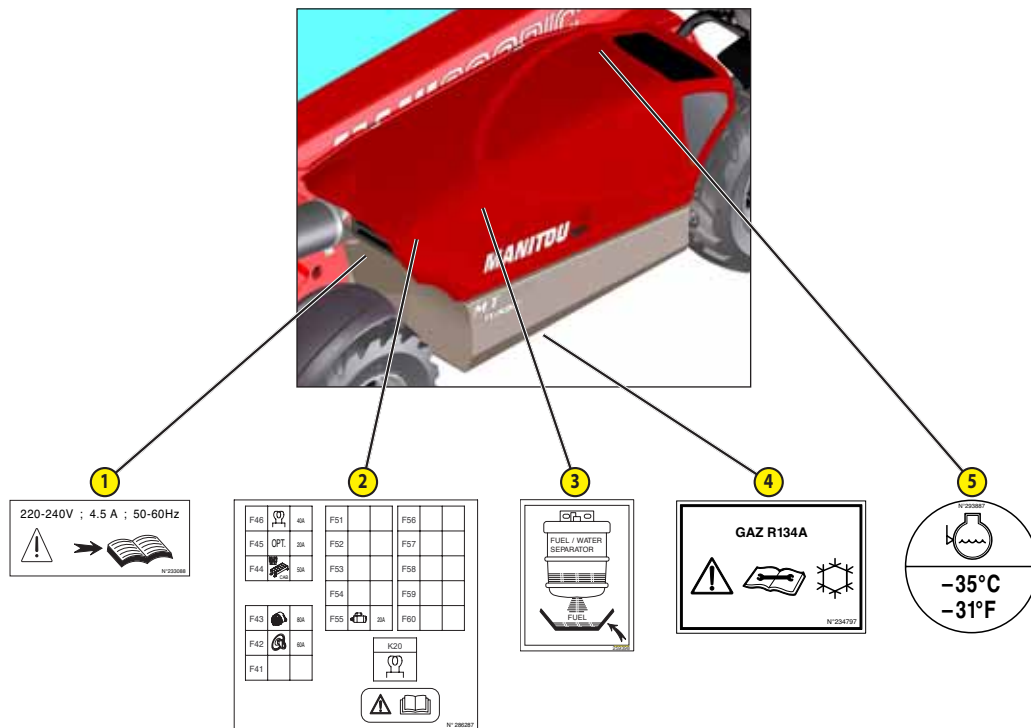 MANITOU
MT
1
2
3
4
5
220-240V ; 4.5 A ; 50-60Hz
N°233088
F46 40A
F45 OPT. 20A
F44 CAB 50A
F43 80A
F42 60A
F41
F51
F52
F53
F54
F55 20A
F56
F57
F58
F59
F60
K20
N° 286287
FUEL / WATER
SEPARATOR
FUEL
GAZ R134A
N°234797
N°293887
–35°C
–31°F